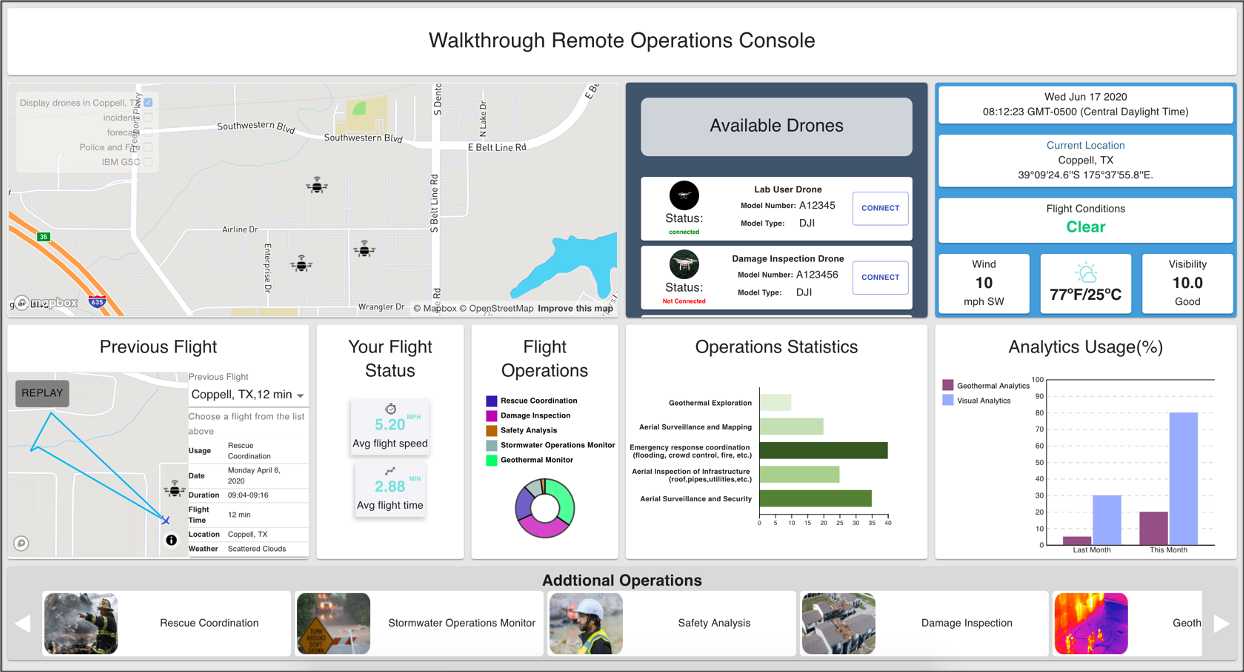 Walkthrough Remote Operations Console
Display drones in Coppell, TX
incident
forecast
Police and Fire
IBM GSC
Freeport Pkwy
Southwestern Blvd
Southwestern Blvd
S Dento
N Lake Dr
E Be
E Belt Line Rd
S Belt Line Rd
Airline Dr
Enterprise Dr
Wrangler Dr
35
635
mapbox
© Mapbox © OpenStreetMap Improve this map
Available Drones
Lab User Drone
Model Number: A12345
Model Type: DJI
Status:
connected
CONNECT
Damage Inspection Drone
Model Number: A123456
Model Type: DJI
Status:
Not Connected
CONNECT
Wed Jun 17 2020
08:12:23 GMT-0500 (Central Daylight Time)
Current Location
Coppell, TX
39°09'24.6"S 175°37'55.8"E.
Flight Conditions
Clear
Wind
10
mph SW
77°F/25°C
Visibility
10.0
Good
Previous Flight
REPLAY
Previous Flight
Coppell, TX,12 min
Choose a flight from the list
above
Usage Rescue
Coordination
Date Monday April 6,
2020
Duration 09:04-09:16
Flight
Time 12 min
Location Coppell, TX
Weather Scattered Clouds
Your Flight
Status
5.20 MPH
Avg flight speed
2.88 MIN
Avg flight time
Flight
Operations
Rescue Coordination
Damage Inspection
Safety Analysis
Stormwater Operations Monitor
Geothermal Monitor
Operations Statistics
Geothermal Exploration
Aerial Surveillance and Mapping
Emergency response coordination
(flooding, crowd control, fire, etc.)
Aerial Inspection of Infrastructure
(roof,pipes,utilities,etc.)
Aerial Surveillance and Security
0 5 10 15 20 25 30 35 40
Analytics Usage(%)
Geothermal Analytics
Visual Analytics
100
90
80
70
60
50
40
30
20
10
0
Last Month This Month
Addtional Operations
Rescue Coordination
TURN
AROUND
DON'T
Stormwater Operations Monitor
Safety Analysis
Damage Inspection
Geoth